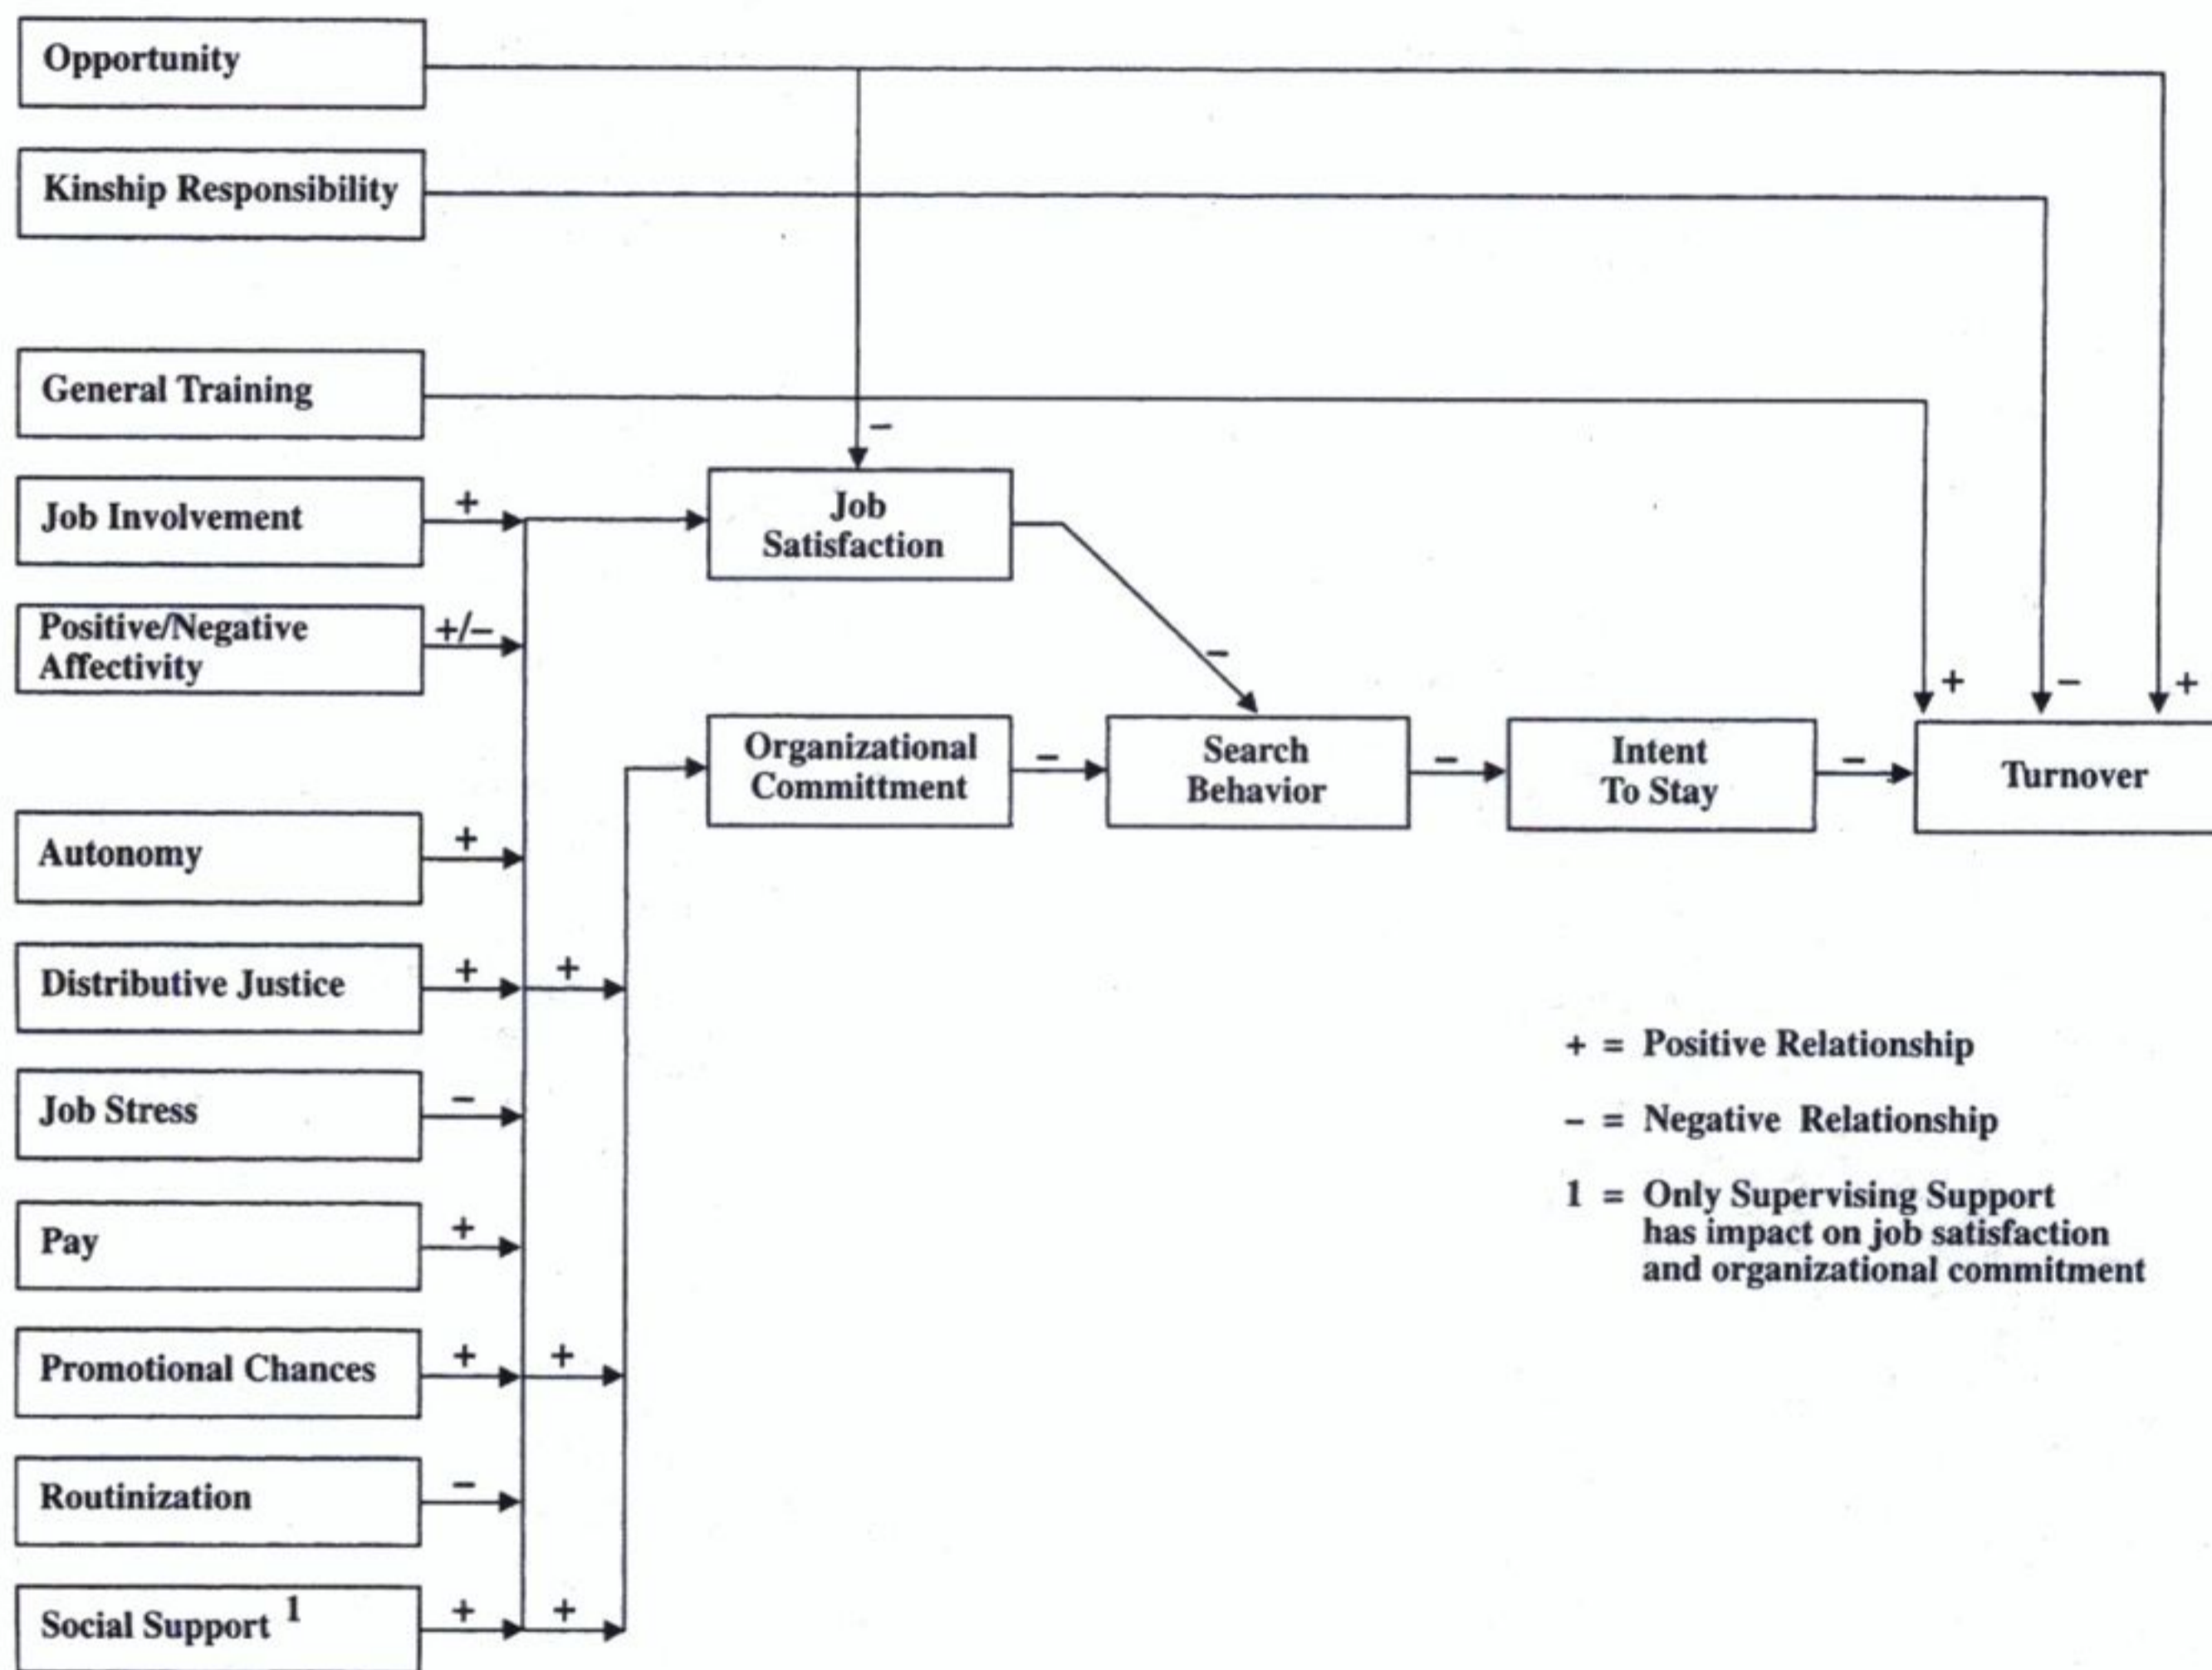 Opportunity
Kinship Responsibility
General Training
–
Job Involvement
+
Job
Satisfaction
Positive/Negative
Affectivity
+/–
–
+
–
+
Organizational
Committment
–
Search
Behavior
–
Intent
To Stay
–
Turnover
Autonomy
+
Distributive Justice
+
+
Job Stress
–
Pay
+
Promotional Chances
+
+
Routinization
–
Social Support 1
+
+
+ = Positive Relationship
– = Negative Relationship
1 = Only Supervising Support
has impact on job satisfaction
and organizational commitment